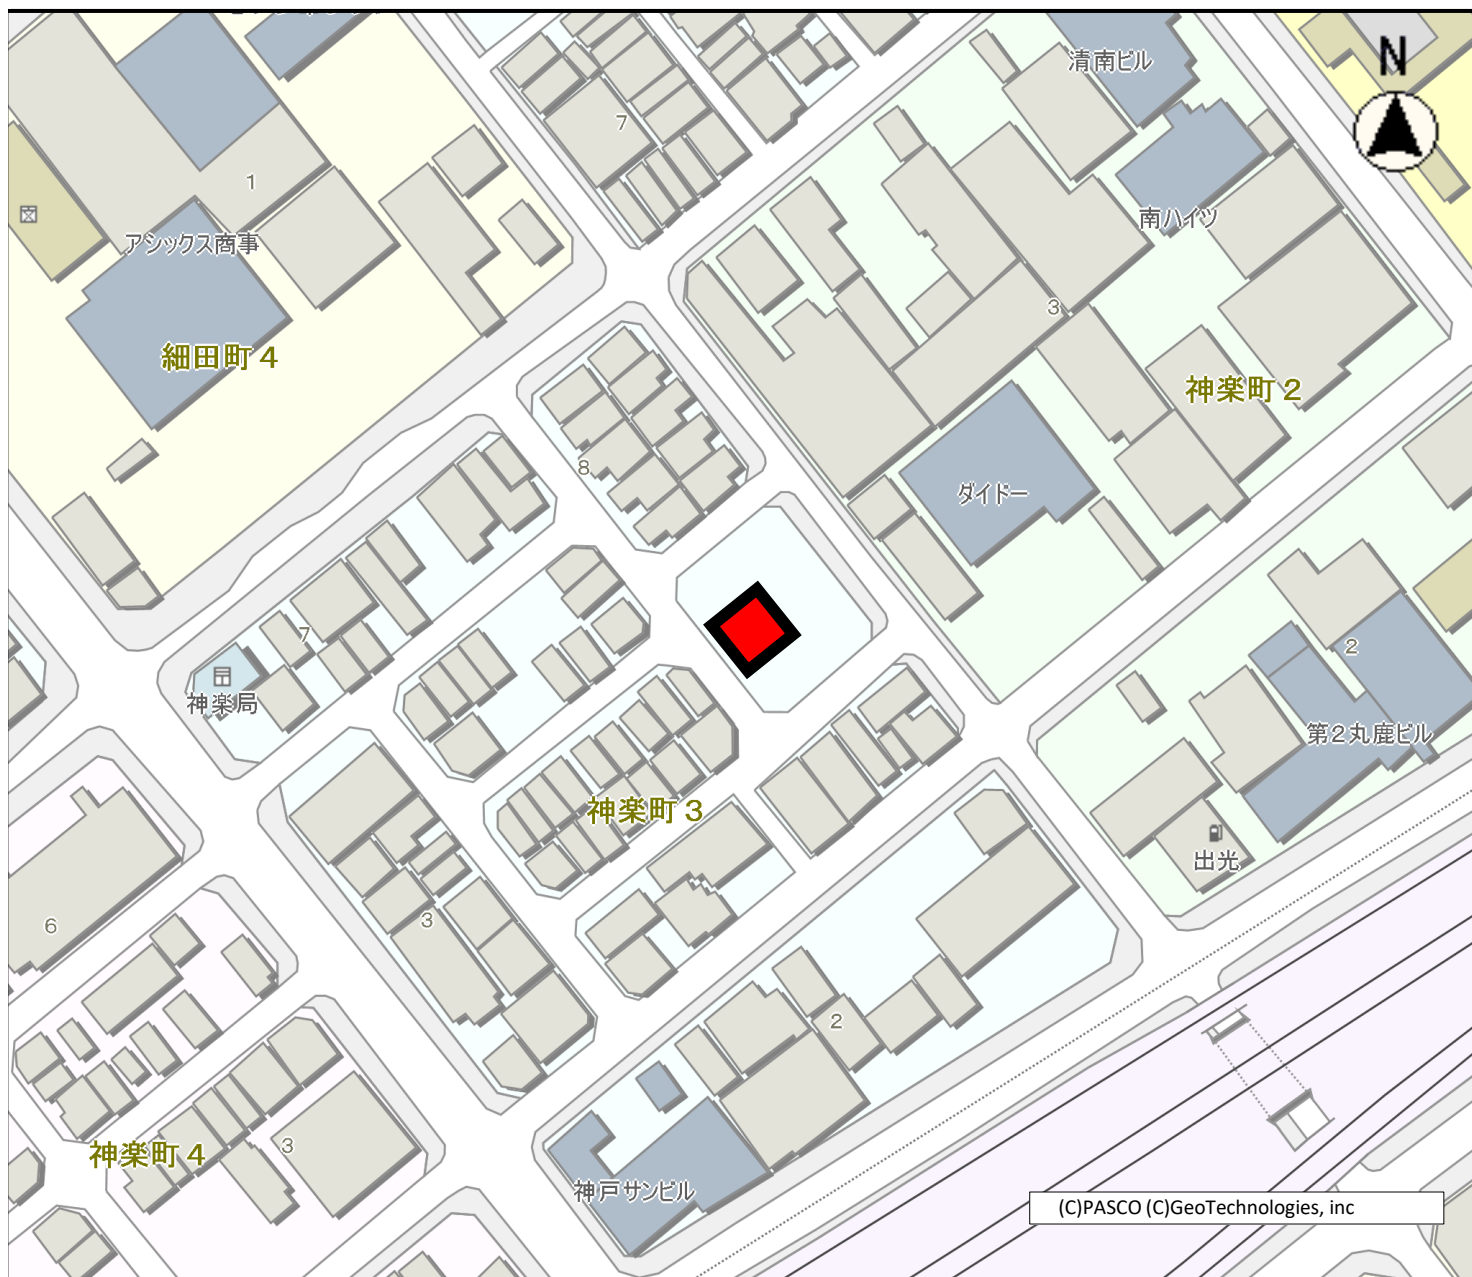 清南ビル
N
7
1
南ハイツ
アシックス商事
3
細田町4
神楽町2
8
ダイドー
7
2
神楽局
第2丸鹿ビル
神楽町3
出光
3
6
2
神楽町4
3
神戸サンビル
(C)PASCO (C)GeoTechnologies, inc